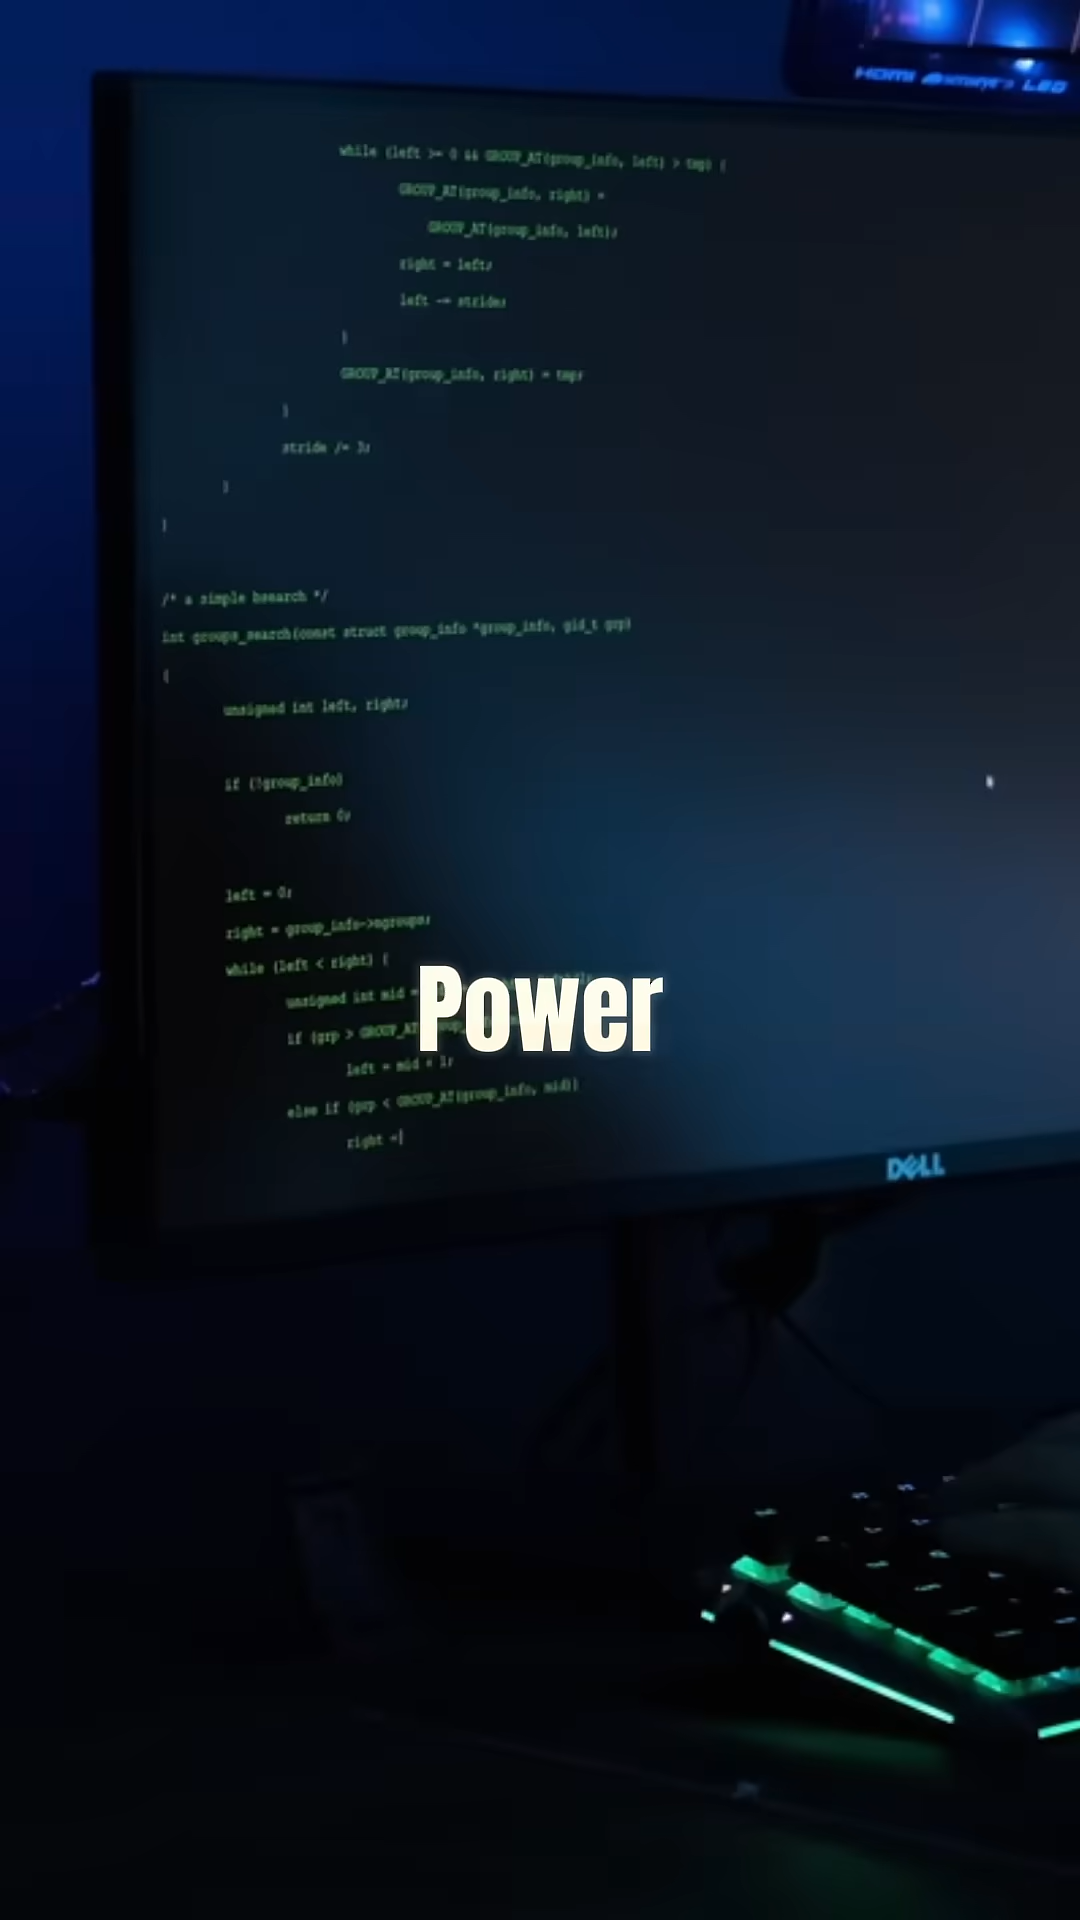 HDMI
LED
while (left >= 0 && GROUP_AT(group_info, left) > tmp) {
GROUP_AT(group_info, right) =
GROUP_AT(group_info, left);
right = left;
left -= stride;
}
GROUP_AT(group_info, right) = tmp;
}
stride /= 3;
}
}
/* a simple bsearch */
int groups_search(const struct group_info *group_info, gid_t grp)
{
unsigned int left, right;
if (!group_info)
return 0;
left = 0;
right = group_info->ngroups;
while (left < right) {
unsigned int mid =
Power
if (grp > GROUP_AT
left = mid + 1;
else if (grp < GROUP_AT(group_info, mid))
right =
DELL